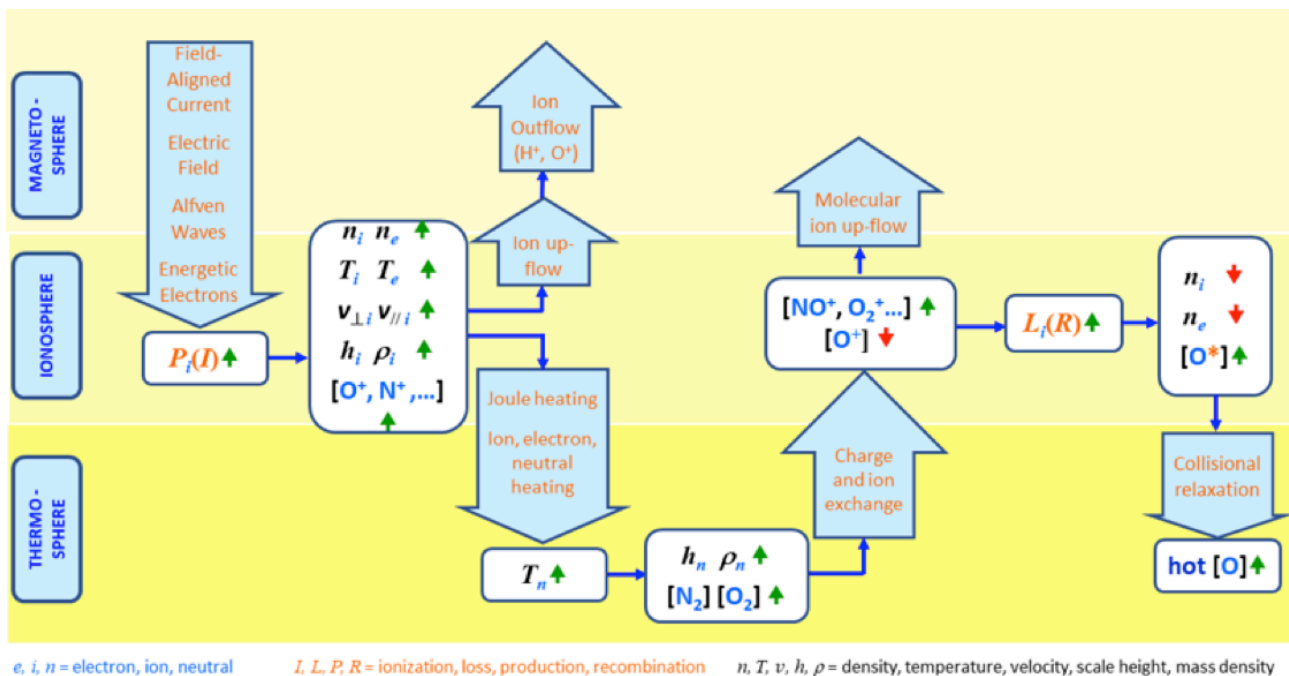 MAGNETO -
SPHERE
IONOSPHERE
THERMO -
SPHERE
Field-
Aligned
Current
Electric
Field
Alfven
Waves
Energetic
Electrons
Pᵢ(I)
nᵢ nₑ
Tᵢ Tₑ
v⊥ᵢ v//ᵢ
hᵢ ρᵢ
[O⁺, N⁺,...]
Ion up-
flow
Ion
Outflow
(H⁺, O⁺)
Joule heating
Ion, electron,
neutral
heating
Tₙ
hₙ ρₙ
[N₂] [O₂]
Charge
and ion
exchange
[NO⁺, O₂⁺...]
[O⁺]
Molecular
ion up-flow
Lᵢ(R)
nᵢ
nₑ
[O*]
Collisional
relaxation
hot [O]
e, i, n = electron, ion, neutral
I, L, P, R = ionization, loss, production, recombination
n, T, v, h, ρ = density, temperature, velocity, scale height, mass density